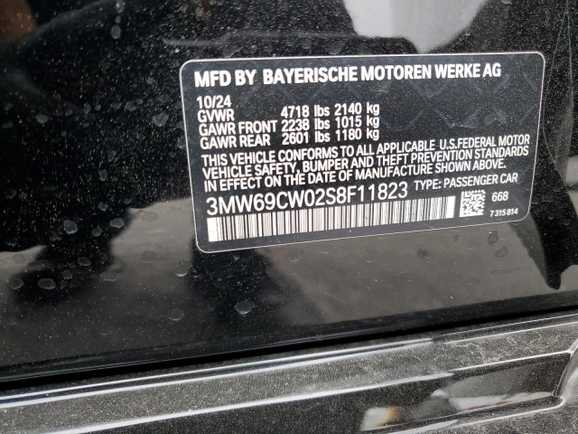 MFD BY BAYERISCHE MOTOREN WERKE AG
10/24
GVWR 4718 lbs 2140 kg
GAWR FRONT 2238 lbs 1015 kg
GAWR REAR 2601 lbs 1180 kg
THIS VEHICLE CONFORMS TO ALL APPLICABLE U.S.FEDERAL MOTOR
VEHICLE SAFETY, BUMPER AND THEFT PREVENTION
STANDARDS IN EFFECT ON THE DATE OF MANUFACTURE SHOWN ABOVE.
3MW69CW02S8F11823 TYPE: PASSENGER CAR
668
7 315 814